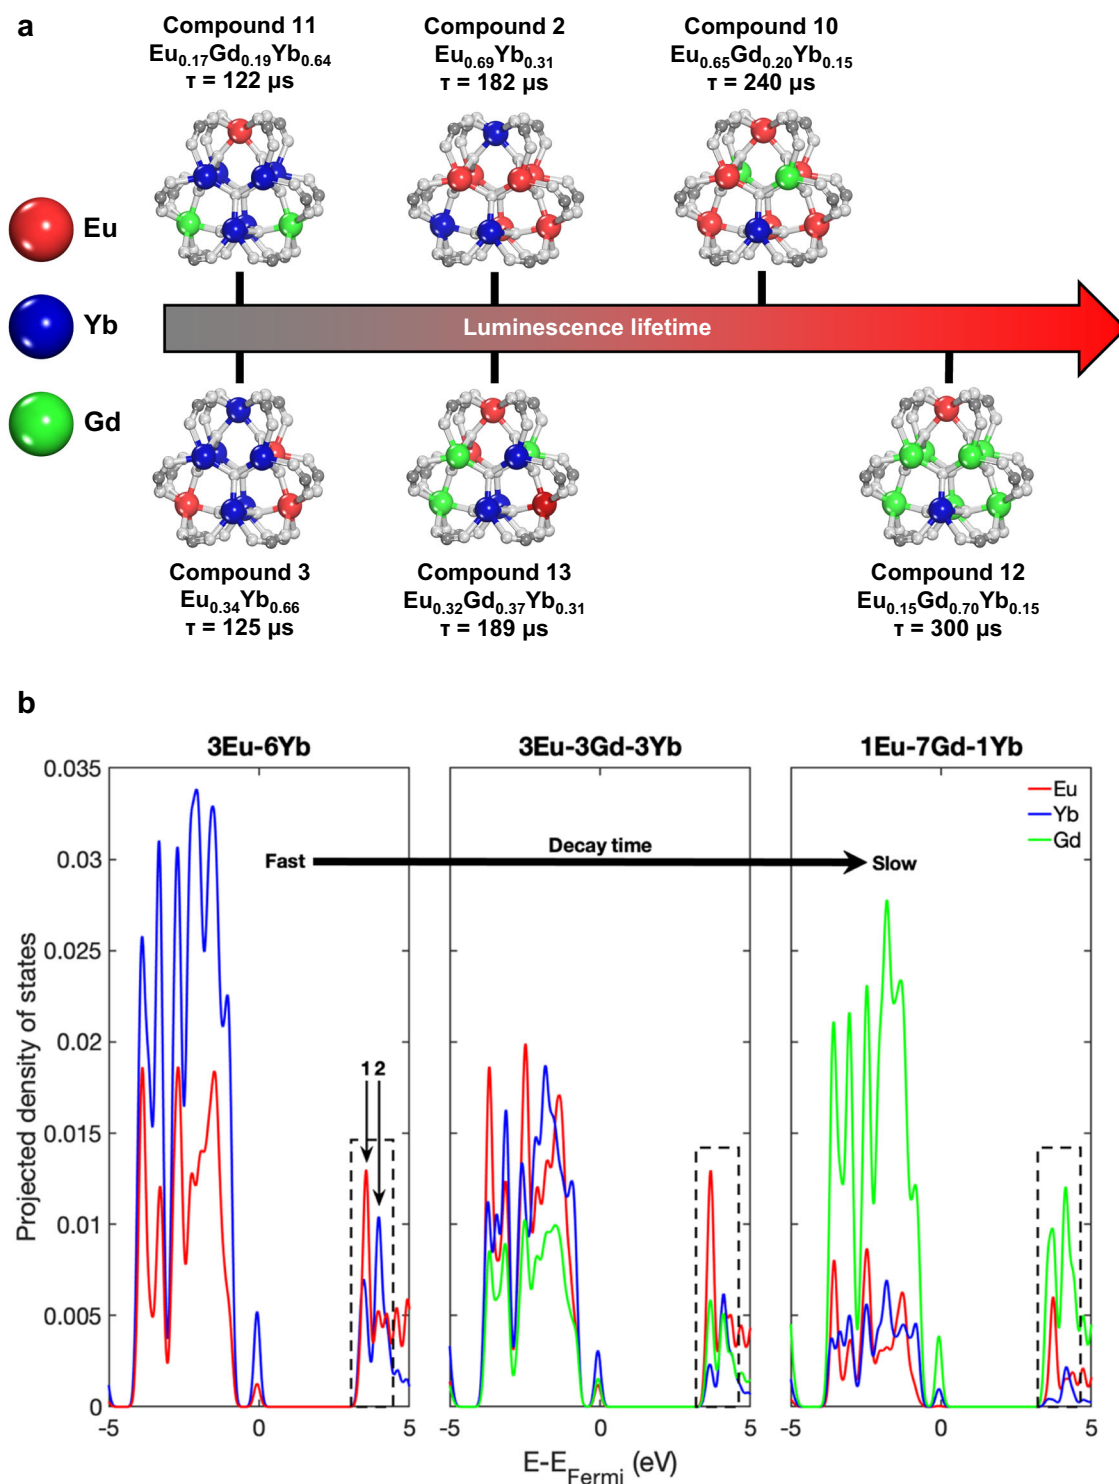 a
Compound 11
Eu0.17Gd0.19Yb0.64
τ = 122 µs
Compound 2
Eu0.69Yb0.31
τ = 182 µs
Compound 10
Eu0.65Gd0.20Yb0.15
τ = 240 µs
Eu
Yb
Gd
Luminescence lifetime
Compound 3
Eu0.34Yb0.66
τ = 125 µs
Compound 13
Eu0.32Gd0.37Yb0.31
τ = 189 µs
Compound 12
Eu0.15Gd0.70Yb0.15
τ = 300 µs
b
3Eu-6Yb
3Eu-3Gd-3Yb
1Eu-7Gd-1Yb
Projected density of states
0.035
0.03
0.025
0.02
0.015
0.01
0.005
0
Fast
Decay time
Slow
1 2
Eu
Yb
Gd
-5 0 5
-5 0 5
-5 0 5
E-EFermi (eV)